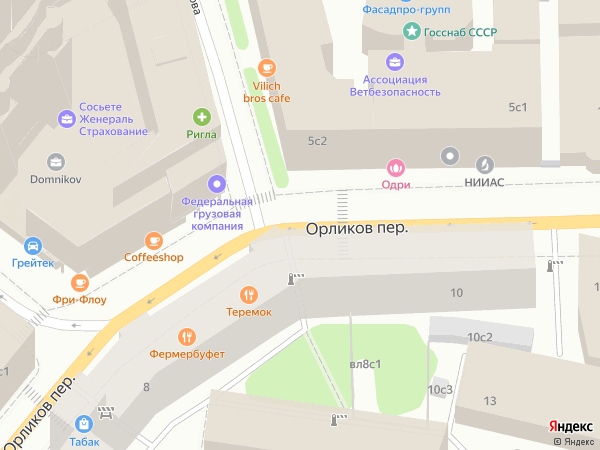 ова
Фасадпро-групп
Госснаб СССР
Ассоциация
Ветбезопасность
Vilich
bros cafe
5с1
5с2
Сосьете
Женераль
Страхование
Ригла
Domnikov
Одри
НИИАС
Федеральная
грузовая
компания
Орликов пер.
Грейтек
Coffeeshop
Фри-Флоу
Теремок
10
Фермербуфет
10с2
вл8с1
8
10с3
13
с1
Орликов пер.
Табак
Яндекс
© Яндекс